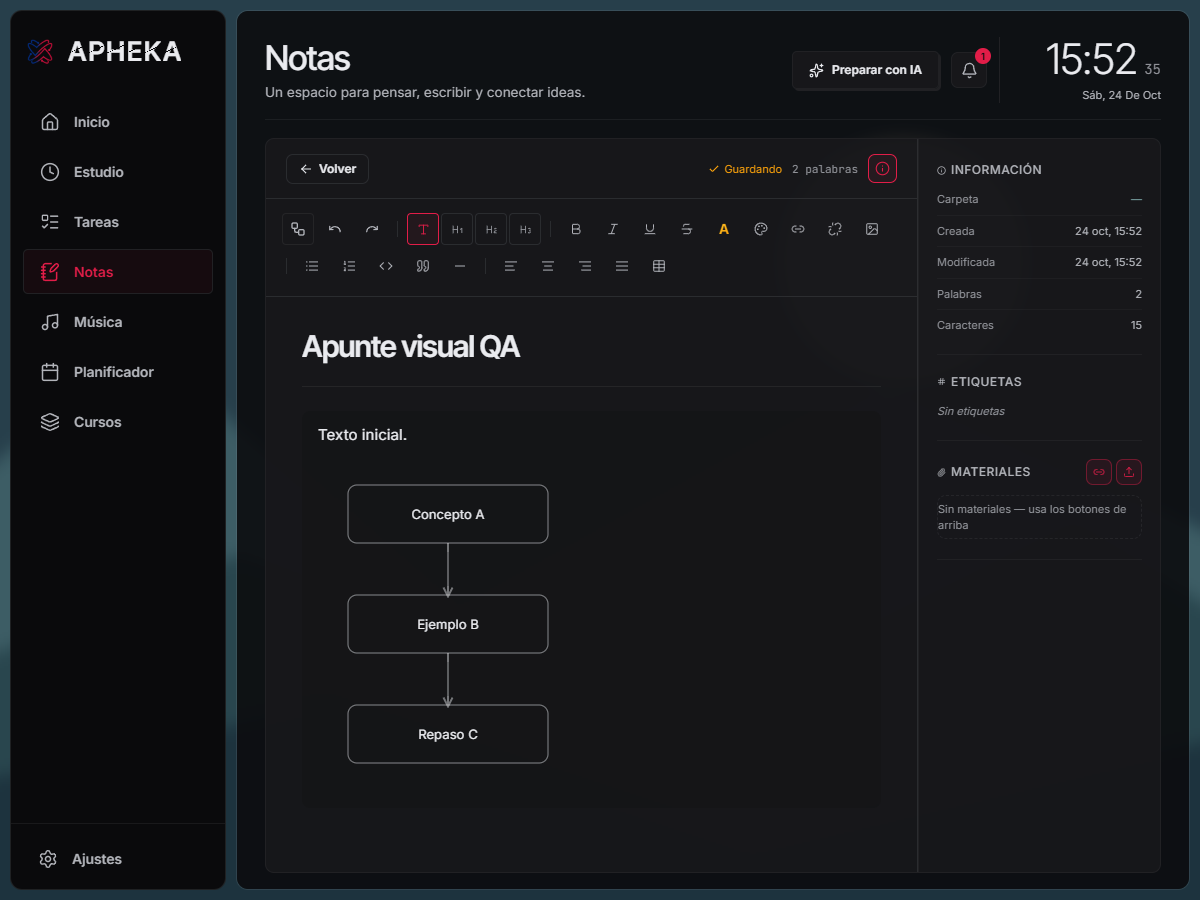 APHEKA
Inicio
Estudio
Tareas
Notas
Música
Planificador
Cursos
Ajustes
Notas
Un espacio para pensar, escribir y conectar ideas.
Preparar con IA
1
15:52 35
Sáb, 24 De Oct
Volver
Guardando 2 palabras
T H1 H2 H3 B I U S A
Apunte visual QA
Texto inicial.
Concepto A
Ejemplo B
Repaso C
INFORMACIÓN
Carpeta —
Creada 24 oct, 15:52
Modificada 24 oct, 15:52
Palabras 2
Caracteres 15
# ETIQUETAS
Sin etiquetas
MATERIALES
Sin materiales — usa los botones de
arriba